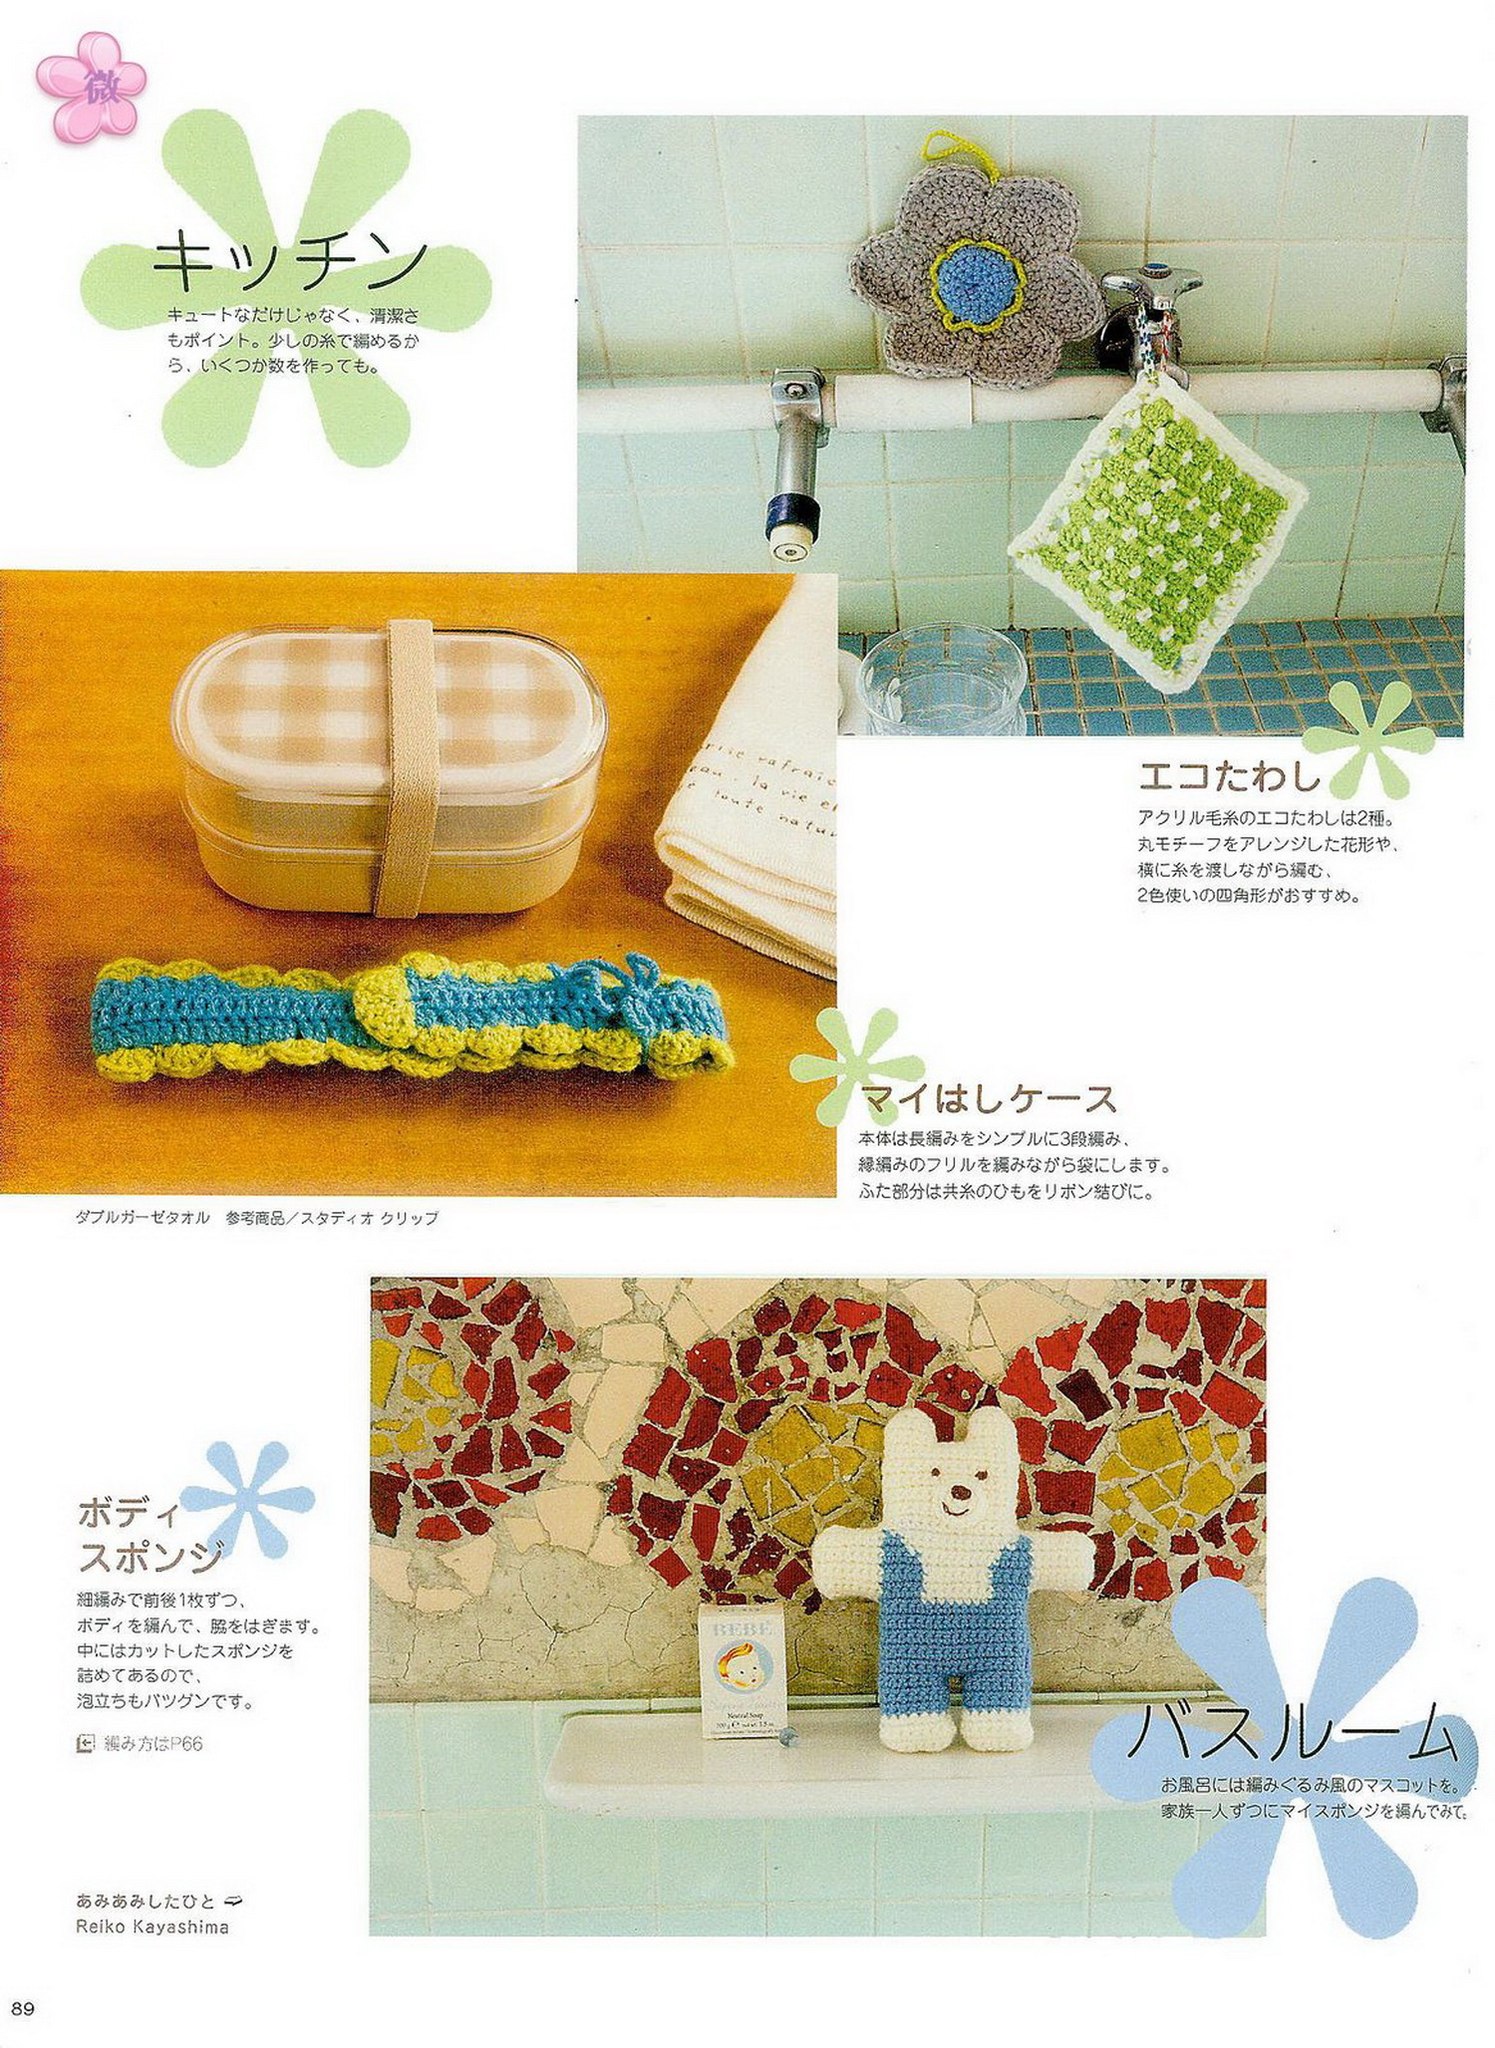 微
キッチン
キュートなだけじゃなく、清潔さ
もポイント。少しの糸で編めるか
ら、いくつか数を作っても。
エコたわし
アクリル毛糸のエコたわしは2種。
丸モチーフをアレンジした花形や、
横に糸を渡しながら編む、
2色使いの四角形がおすすめ。
la vie et
toute natur
マイはしケース
本体は長編みをシンプルに3段編み、
縁編みのフリルを編みながら袋にします。
ふた部分は共糸のひもをリボン結びに。
ダブルガーゼタオル 参考商品/スタディオ クリップ
ボディ
スポンジ
細編みで前後1枚ずつ、
ボディを編んで、脇をはぎます。
中にはカットしたスポンジを
詰めてあるので、
泡立ちもバツグンです。
編み方はP66
BEBÉ
Neutral Soap
100 g e net wt 3.5 oz
バスルーム
お風呂には編みぐるみ風のマスコットを。
家族一人ずつにマイスポンジを編んでみて。
あみあみしたひと
Reiko Kayashima
89